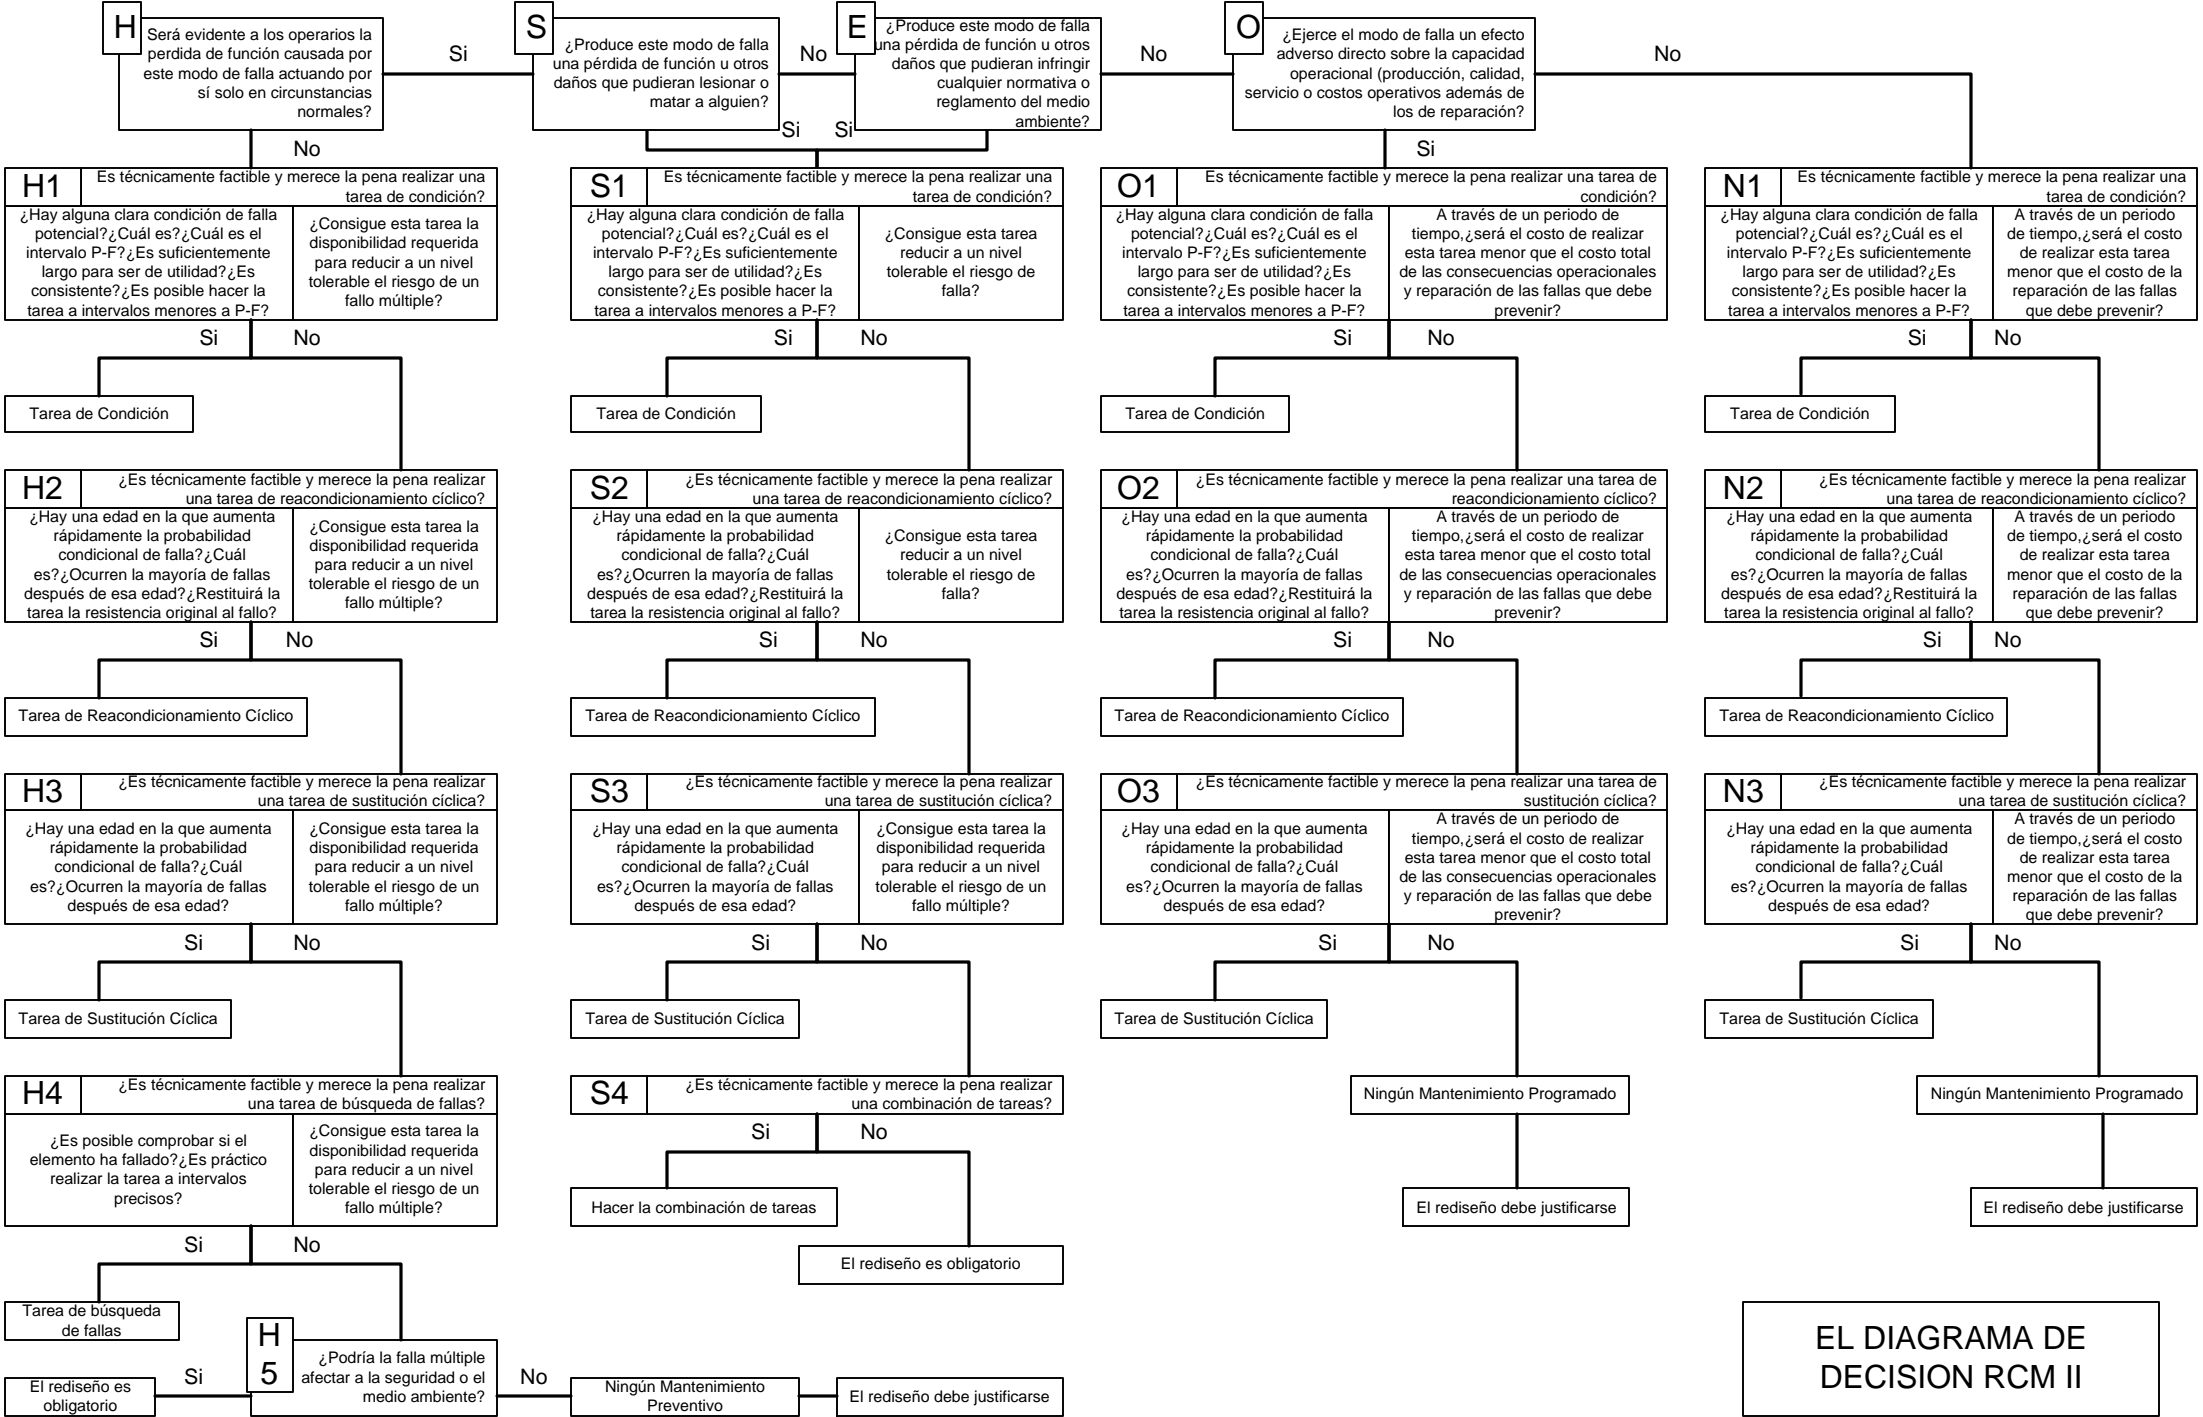 H
Será evidente a los operarios la
perdida de función causada por
este modo de falla actuando por
sí solo en circunstancias
normales?
Si
S
¿Produce este modo de falla
una pérdida de función u otros
daños que pudieran lesionar o
matar a alguien?
No
E
¿Produce este modo de falla
una pérdida de función u otros
daños que pudieran infringir
cualquier normativa o
reglamento del medio
ambiente?
No
O
¿Ejerce el modo de falla un efecto
adverso directo sobre la capacidad
operacional (producción, calidad,
servicio o costos operativos además de
los de reparación?
No
Si
Si
No
Si
H1
Es técnicamente factible y merece la pena realizar una
tarea de condición?
¿Hay alguna clara condición de falla
potencial?¿Cuál es?¿Cuál es el
intervalo P-F?¿Es suficientemente
largo para ser de utilidad?¿Es
consistente?¿Es posible hacer la
tarea a intervalos menores a P-F?
¿Consigue esta tarea la
disponibilidad requerida
para reducir a un nivel
tolerable el riesgo de un
fallo múltiple?
S1
Es técnicamente factible y merece la pena realizar una
tarea de condición?
¿Hay alguna clara condición de falla
potencial?¿Cuál es?¿Cuál es el
intervalo P-F?¿Es suficientemente
largo para ser de utilidad?¿Es
consistente?¿Es posible hacer la
tarea a intervalos menores a P-F?
¿Consigue esta tarea
reducir a un nivel
tolerable el riesgo de
falla?
O1
Es técnicamente factible y merece la pena realizar una tarea de
condición?
¿Hay alguna clara condición de falla
potencial?¿Cuál es?¿Cuál es el
intervalo P-F?¿Es suficientemente
largo para ser de utilidad?¿Es
consistente?¿Es posible hacer la
tarea a intervalos menores a P-F?
A través de un periodo de
tiempo,¿será el costo de realizar
esta tarea menor que el costo total
de las consecuencias operacionales
y reparación de las fallas que debe
prevenir?
N1
Es técnicamente factible y merece la pena realizar una
tarea de condición?
¿Hay alguna clara condición de falla
potencial?¿Cuál es?¿Cuál es el
intervalo P-F?¿Es suficientemente
largo para ser de utilidad?¿Es
consistente?¿Es posible hacer la
tarea a intervalos menores a P-F?
A través de un periodo
de tiempo,¿será el costo
de realizar esta tarea
menor que el costo de la
reparación de las fallas
que debe prevenir?
Si
No
Si
No
Si
No
Si
No
Tarea de Condición
Tarea de Condición
Tarea de Condición
Tarea de Condición
H2
¿Es técnicamente factible y merece la pena realizar
una tarea de reacondicionamiento cíclico?
¿Hay una edad en la que aumenta
rápidamente la probabilidad
condicional de falla?¿Cuál
es?¿Ocurren la mayoría de fallas
después de esa edad?¿Restituirá la
tarea la resistencia original al fallo?
¿Consigue esta tarea la
disponibilidad requerida
para reducir a un nivel
tolerable el riesgo de un
fallo múltiple?
S2
¿Es técnicamente factible y merece la pena realizar
una tarea de reacondicionamiento cíclico?
¿Hay una edad en la que aumenta
rápidamente la probabilidad
condicional de falla?¿Cuál
es?¿Ocurren la mayoría de fallas
después de esa edad?¿Restituirá la
tarea la resistencia original al fallo?
¿Consigue esta tarea
reducir a un nivel
tolerable el riesgo de
falla?
O2
¿Es técnicamente factible y merece la pena realizar una tarea de
reacondicionamiento cíclico?
¿Hay una edad en la que aumenta
rápidamente la probabilidad
condicional de falla?¿Cuál
es?¿Ocurren la mayoría de fallas
después de esa edad?¿Restituirá la
tarea la resistencia original al fallo?
A través de un periodo de
tiempo,¿será el costo de realizar
esta tarea menor que el costo total
de las consecuencias operacionales
y reparación de las fallas que debe
prevenir?
N2
¿Es técnicamente factible y merece la pena realizar
una tarea de reacondicionamiento cíclico?
¿Hay una edad en la que aumenta
rápidamente la probabilidad
condicional de falla?¿Cuál
es?¿Ocurren la mayoría de fallas
después de esa edad?¿Restituirá la
tarea la resistencia original al fallo?
A través de un periodo
de tiempo,¿será el costo
de realizar esta tarea
menor que el costo de la
reparación de las fallas
que debe prevenir?
Si
No
Si
No
Si
No
Si
No
Tarea de Reacondicionamiento Cíclico
Tarea de Reacondicionamiento Cíclico
Tarea de Reacondicionamiento Cíclico
Tarea de Reacondicionamiento Cíclico
H3
¿Es técnicamente factible y merece la pena realizar
una tarea de sustitución cíclica?
¿Hay una edad en la que aumenta
rápidamente la probabilidad
condicional de falla?¿Cuál
es?¿Ocurren la mayoría de fallas
después de esa edad?
¿Consigue esta tarea la
disponibilidad requerida
para reducir a un nivel
tolerable el riesgo de un
fallo múltiple?
S3
¿Es técnicamente factible y merece la pena realizar
una tarea de sustitución cíclica?
¿Hay una edad en la que aumenta
rápidamente la probabilidad
condicional de falla?¿Cuál
es?¿Ocurren la mayoría de fallas
después de esa edad?
¿Consigue esta tarea la
disponibilidad requerida
para reducir a un nivel
tolerable el riesgo de un
fallo múltiple?
O3
¿Es técnicamente factible y merece la pena realizar una tarea de
sustitución cíclica?
¿Hay una edad en la que aumenta
rápidamente la probabilidad
condicional de falla?¿Cuál
es?¿Ocurren la mayoría de fallas
después de esa edad?
A través de un periodo de
tiempo,¿será el costo de realizar
esta tarea menor que el costo total
de las consecuencias operacionales
y reparación de las fallas que debe
prevenir?
N3
¿Es técnicamente factible y merece la pena realizar
una tarea de sustitución cíclica?
¿Hay una edad en la que aumenta
rápidamente la probabilidad
condicional de falla?¿Cuál
es?¿Ocurren la mayoría de fallas
después de esa edad?
A través de un periodo
de tiempo,¿será el costo
de realizar esta tarea
menor que el costo de la
reparación de las fallas
que debe prevenir?
Si
No
Si
No
Si
No
Si
No
Tarea de Sustitución Cíclica
Tarea de Sustitución Cíclica
Tarea de Sustitución Cíclica
Tarea de Sustitución Cíclica
H4
¿Es técnicamente factible y merece la pena realizar
una tarea de búsqueda de fallas?
¿Es posible comprobar si el
elemento ha fallado?¿Es práctico
realizar la tarea a intervalos
precisos?
¿Consigue esta tarea la
disponibilidad requerida
para reducir a un nivel
tolerable el riesgo de un
fallo múltiple?
S4
¿Es técnicamente factible y merece la pena realizar
una combinación de tareas?
Si
No
Ningún Mantenimiento Programado
Ningún Mantenimiento Programado
Hacer la combinación de tareas
El rediseño debe justificarse
El rediseño debe justificarse
Si
No
El rediseño es obligatorio
Tarea de búsqueda
de fallas
H
5
¿Podría la falla múltiple
afectar a la seguridad o el
medio ambiente?
Si
El rediseño es
obligatorio
No
Ningún Mantenimiento
Preventivo
El rediseño debe justificarse
EL DIAGRAMA DE
DECISION RCM II